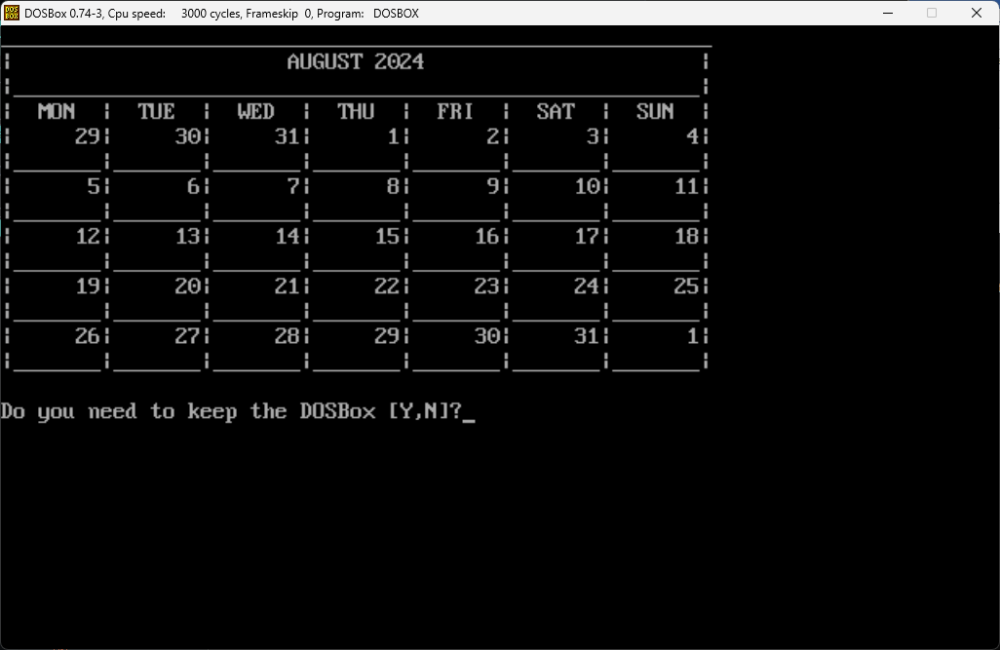 DOSBox 0.74-3, Cpu speed:    3000 cycles, Frameskip  0, Program:   DOSBOX
AUGUST 2024
MON TUE WED THU FRI SAT SUN
29 30 31 1 2 3 4
5 6 7 8 9 10 11
12 13 14 15 16 17 18
19 20 21 22 23 24 25
26 27 28 29 30 31 1
Do you need to keep the DOSBox [Y,N]?_